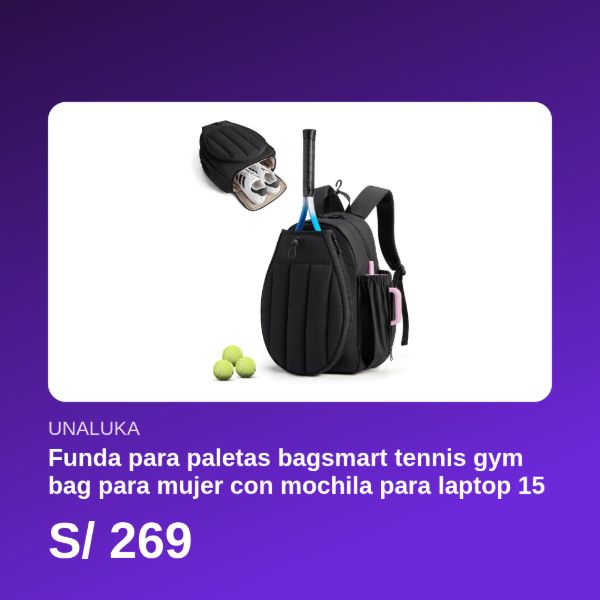 UNALUKA
Funda para paletas bagsmart tennis gym
bag para mujer con mochila para laptop 15
S/ 269